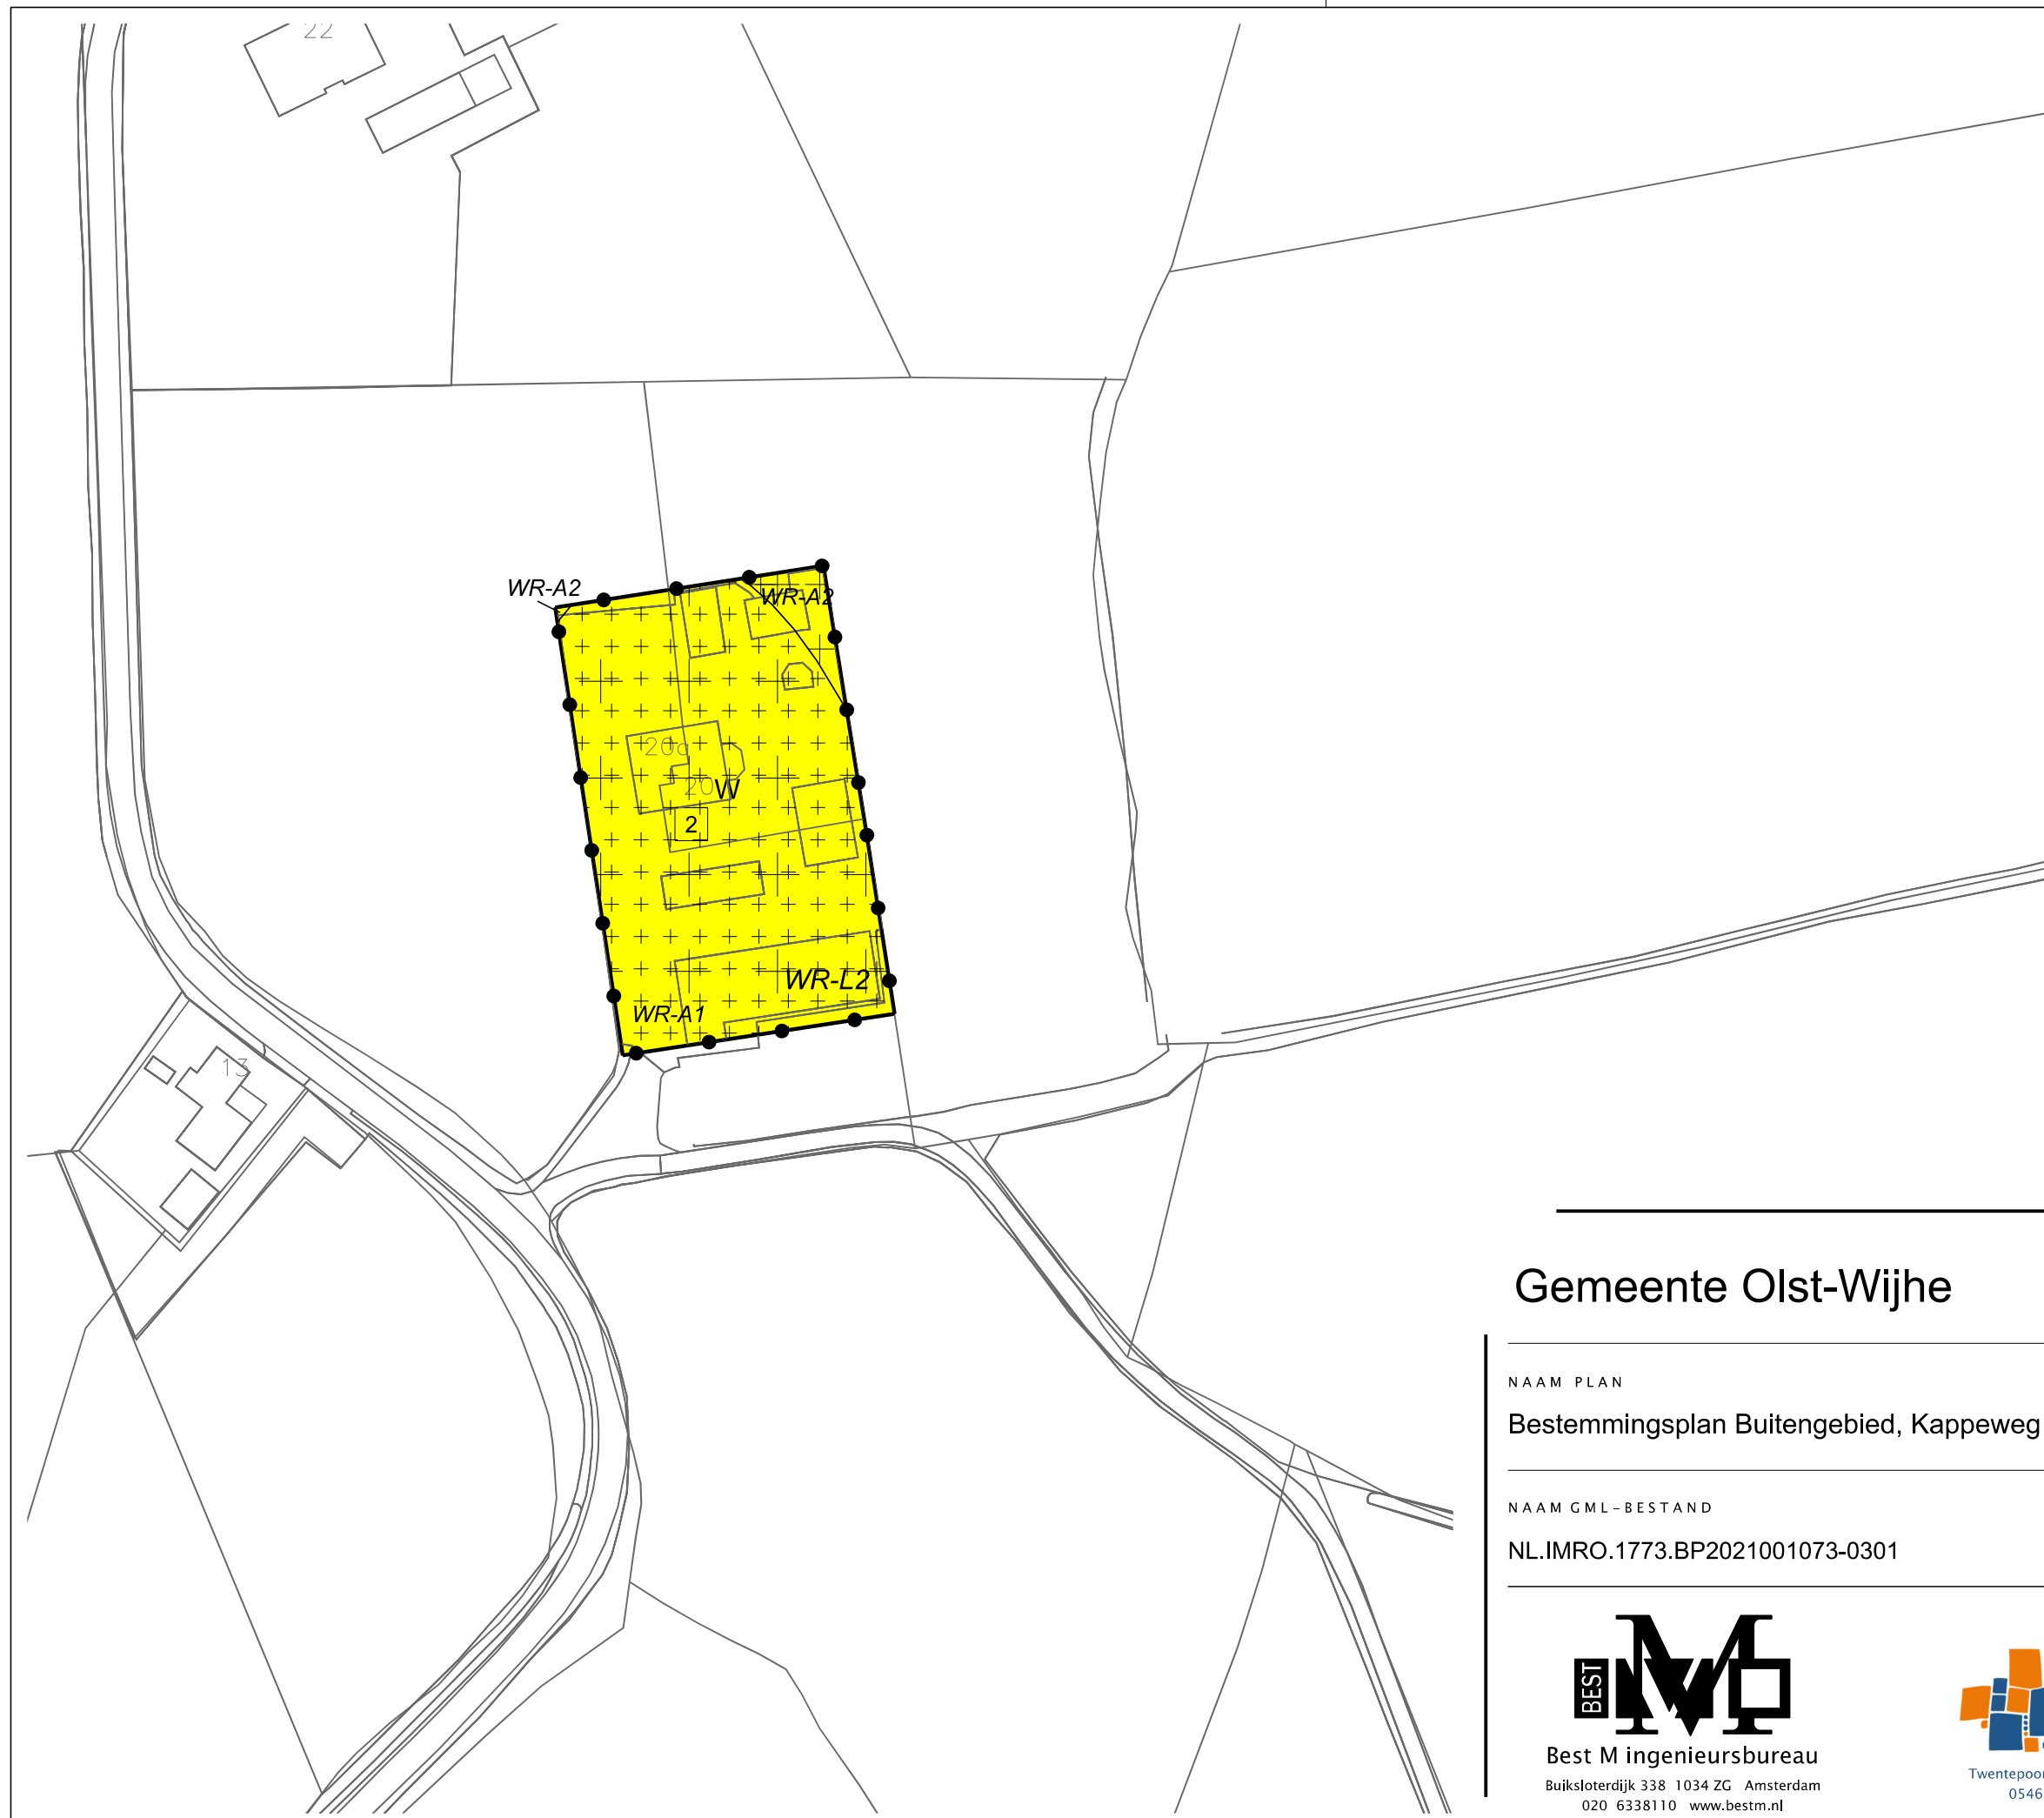 22
WR-A2
WR-A2
20a
20
W
2
WR-L2
WR-A1
13
Gemeente Olst-Wijhe
NAAM PLAN
Bestemmingsplan Buitengebied, Kappeweg
NAAM GML-BESTAND
NL.IMRO.1773.BP2021001073-0301
BEST
M
Best M ingenieursbureau
Buiksloterdijk 338 1034 ZG Amsterdam
020 6338110 www.bestm.nl
Twentepoor
0546